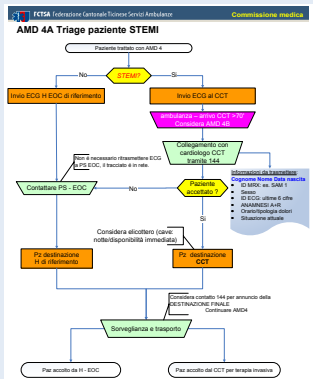 FCTSA Federazione Cantonale Ticinese Servizi Ambulanze
Commissione medica
AMD 4A Triage paziente STEMI
Paziente trattato con AMD 4
No
STEMI?
Si
Invio ECG H EOC di riferimento
Invio ECG al CCT
ambulanza – arrivo CCT >70'
Considera AMD 4B
Collegamento con
cardiologo CCT
tramite 144
Non è necessario ritrasmettere ECG
a PS EOC, il tracciato è in rete.
Informazioni da trasmettere
Cognome Nome Data nascita
• ID MRX: es. SAM 1
• Sesso
• ID ECG: ultime 6 cifre
• ANAMNESI A+R
• Orario/tipologia dolori
• Situazione attuale
Contattare PS - EOC
No
Paziente
accettato ?
Si
Considera elicottero (cave:
notte/disponibilità immediata)
Pz destinazione
H di riferimento
Pz destinazione
CCT
Considera contatto 144 per annuncio della
DESTINAZIONE FINALE
Continuare AMD4
Sorveglianza e trasporto
Paz accolto da H - EOC
Paz accolto dal CCT per terapia invasiva